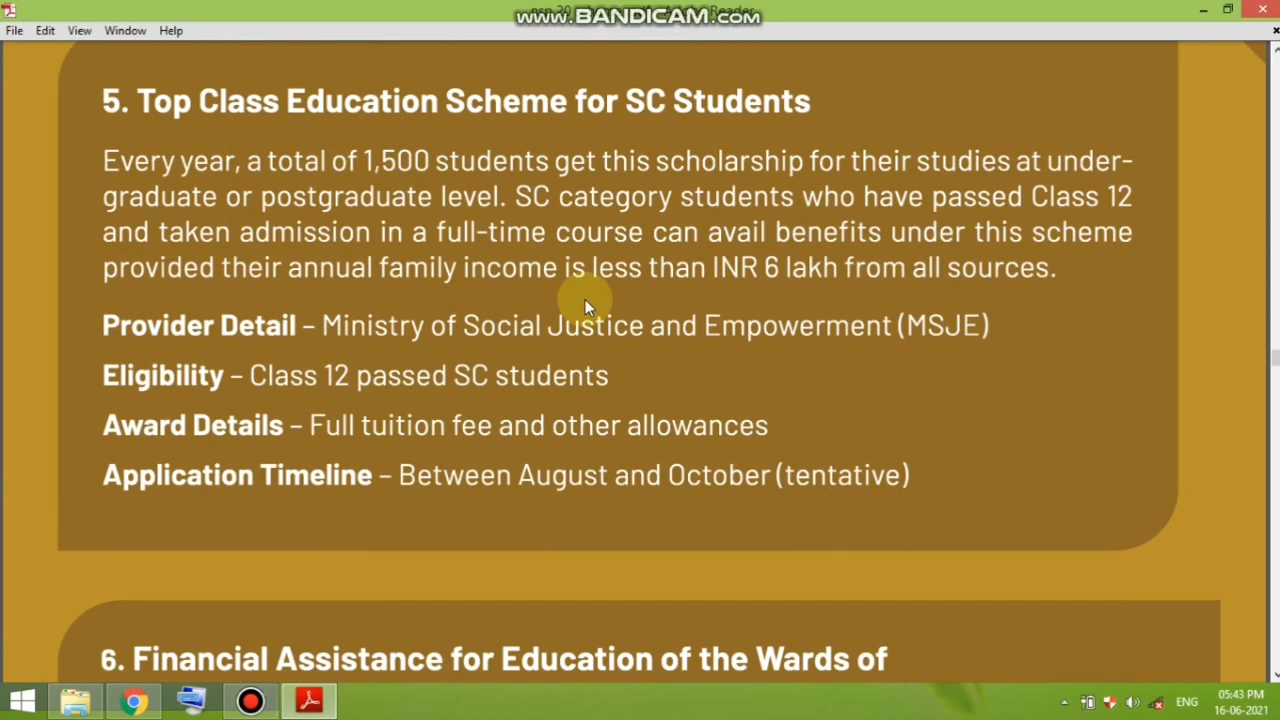 www.BANDICAM.com
File Edit View Window Help
5. Top Class Education Scheme for SC Students
Every year, a total of 1,500 students get this scholarship for their studies at under-
graduate or postgraduate level. SC category students who have passed Class 12
and taken admission in a full-time course can avail benefits under this scheme
provided their annual family income is less than INR 6 lakh from all sources.
Provider Detail – Ministry of Social Justice and Empowerment (MSJE)
Eligibility – Class 12 passed SC students
Award Details – Full tuition fee and other allowances
Application Timeline – Between August and October (tentative)
6. Financial Assistance for Education of the Wards of
ENG
05:43 PM
16-06-2021